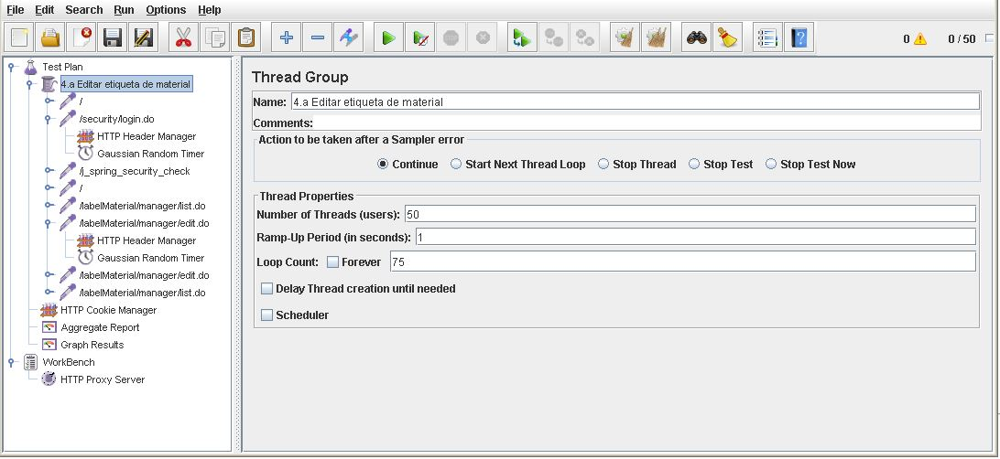 File Edit Search Run Options Help
0 0 / 50
Test Plan
4.a Editar etiqueta de material
/
/security/login.do
HTTP Header Manager
Gaussian Random Timer
/j_spring_security_check
/
/labelMaterial/manager/list.do
/labelMaterial/manager/edit.do
HTTP Header Manager
Gaussian Random Timer
/labelMaterial/manager/edit.do
/labelMaterial/manager/list.do
HTTP Cookie Manager
Aggregate Report
Graph Results
WorkBench
HTTP Proxy Server
Thread Group
Name: 4.a Editar etiqueta de material
Comments:
Action to be taken after a Sampler error
Continue Start Next Thread Loop Stop Thread Stop Test Stop Test Now
Thread Properties
Number of Threads (users): 50
Ramp-Up Period (in seconds): 1
Loop Count: Forever 75
Delay Thread creation until needed
Scheduler